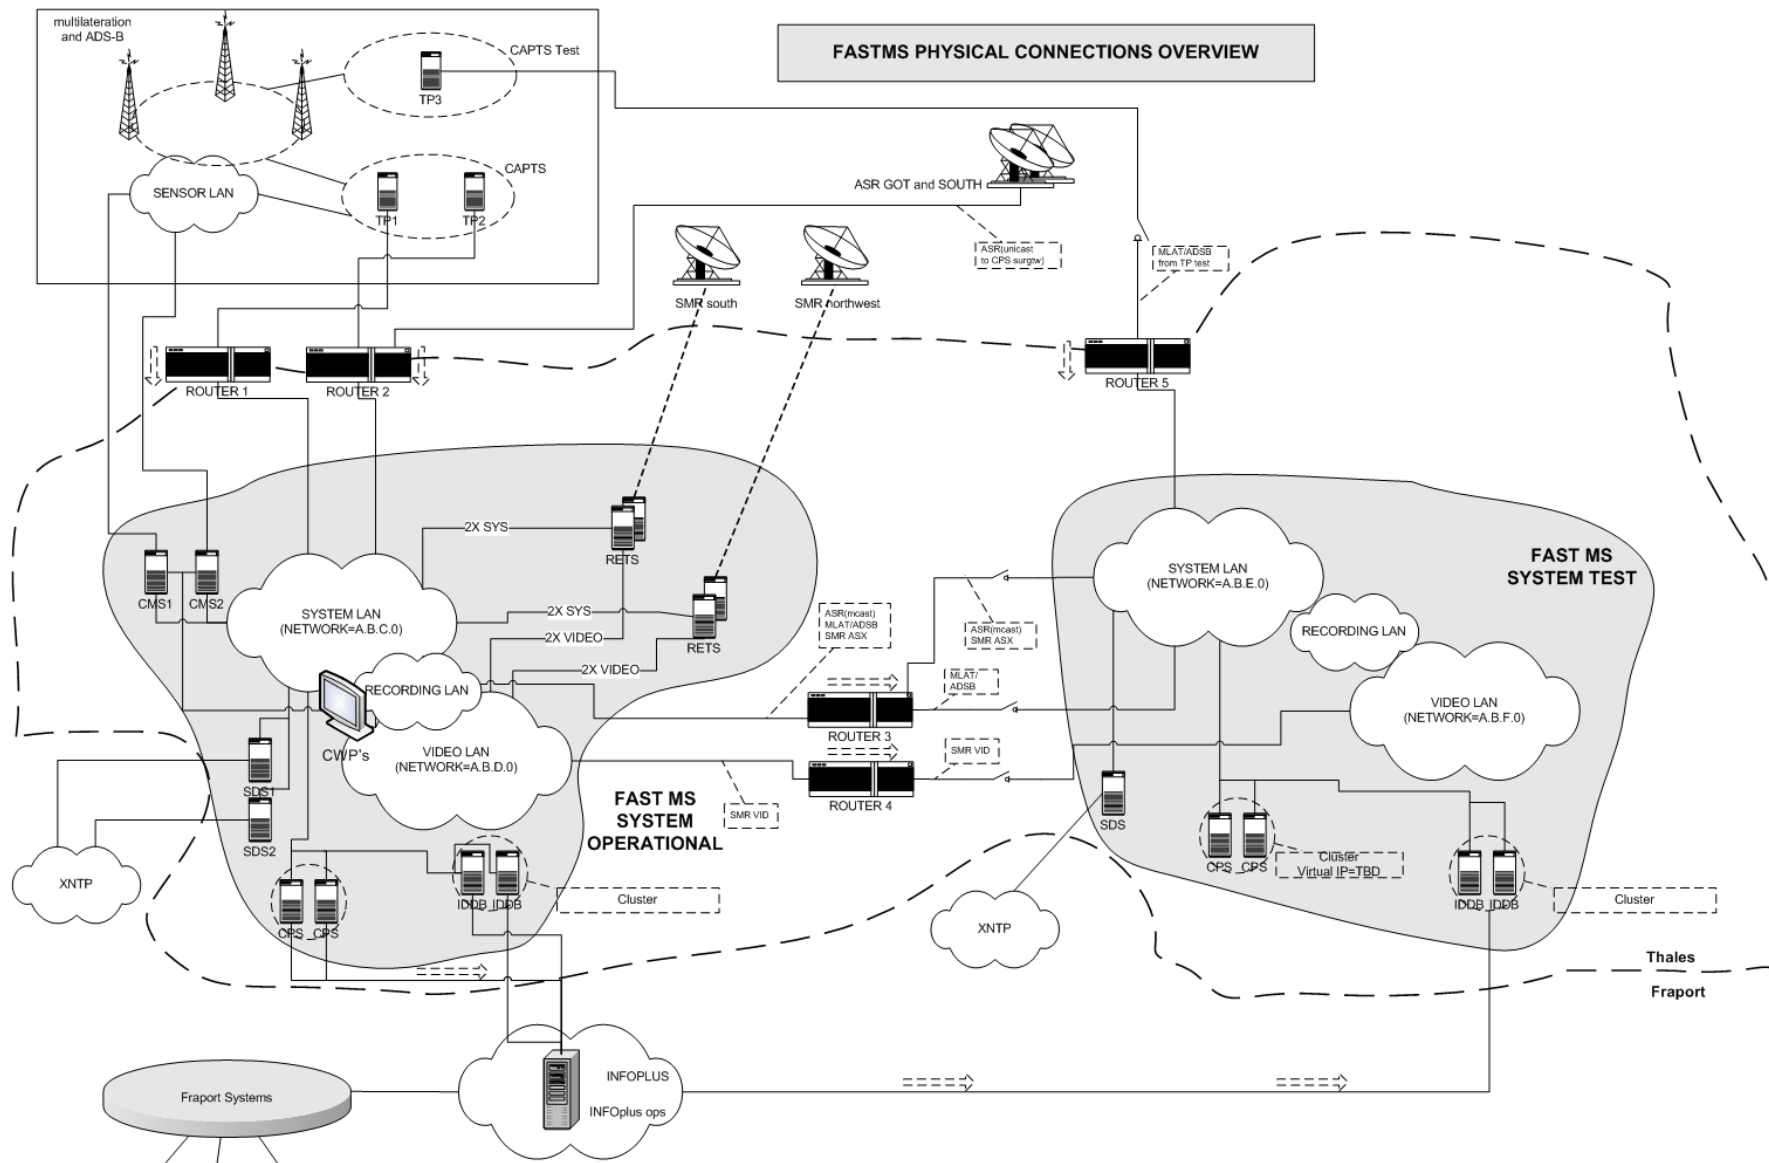 multilateration
and ADS-B
CAPTS Test
TP3
FASTMS PHYSICAL CONNECTIONS OVERVIEW
SENSOR LAN
CAPTS
TP1
TP2
ASR GOT and SOUTH
ASR(unicast
to CPS surgtw)
MLAT/ADSB
from TP test
SMR south
SMR northwest
ROUTER 1
ROUTER 2
ROUTER 5
2X SYS
RETS
CMS1
CMS2
SYSTEM LAN
(NETWORK=A.B.C.0)
2X SYS
2X VIDEO
RETS
2X VIDEO
RECORDING LAN
CWP's
VIDEO LAN
(NETWORK=A.B.D.0)
SDS1
SDS2
XNTP
FAST MS
SYSTEM
OPERATIONAL
CPS
CPS
IDDB
IDDB
Cluster
ASR(mcast)
MLAT/ADSB
SMR ASX
ASR(mcast)
SMR ASX
MLAT/
ADSB
ROUTER 3
SMR VID
ROUTER 4
SMR VID
SYSTEM LAN
(NETWORK=A.B.E.0)
FAST MS
SYSTEM TEST
RECORDING LAN
VIDEO LAN
(NETWORK=A.B.F.0)
SDS
CPS
CPS
Cluster
Virtual IP=TBD
IDDB
IDDB
Cluster
XNTP
Thales
Fraport
Fraport Systems
INFOPLUS
INFOplus ops